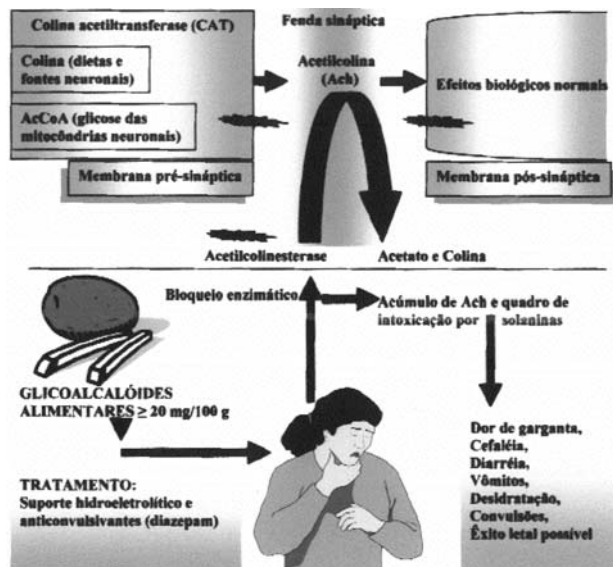 Colina acetiltransferase (CAT)
Colina (dietas e
fontes neuronais)
AcCoA (glicose das
mitocôndrias neuronais)
Membrana pré-sináptica
Fenda sináptica
Acetilcolina
(Ach)
Efeitos biológicos normais
Membrana pós-sináptica
Acetilcolinesterase
Acetato e Colina
Bloqueio enzimático
Acúmulo de Ach e quadro de
intoxicação por solaninas
GLICOALCALÓIDES
ALIMENTARES ≥ 20 mg/100 g
TRATAMENTO:
Suporte hidroeletrolítico e
anticonvulsivantes (diazepam)
Dor de garganta,
Cefaléia,
Diarréia,
Vômitos,
Desidratação,
Convulsões,
Êxito letal possível